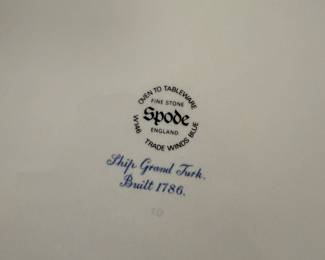 OVEN TO TABLEWARE
FINE STONE
Spode
ENGLAND
W146
TRADE WINDS BLUE
Ship Grand Turk.
Built 1786.